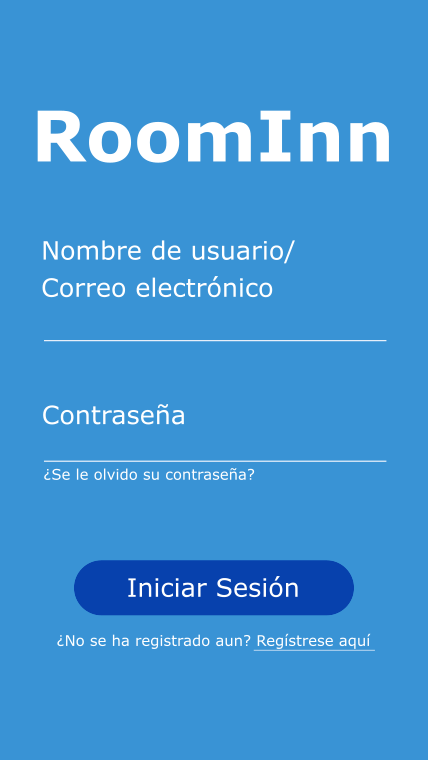 RoomInn
Nombre de usuario/
Correo electrónico
Contraseña
¿Se le olvido su contraseña?
Iniciar Sesión
¿No se ha registrado aun? Regístrese aquí